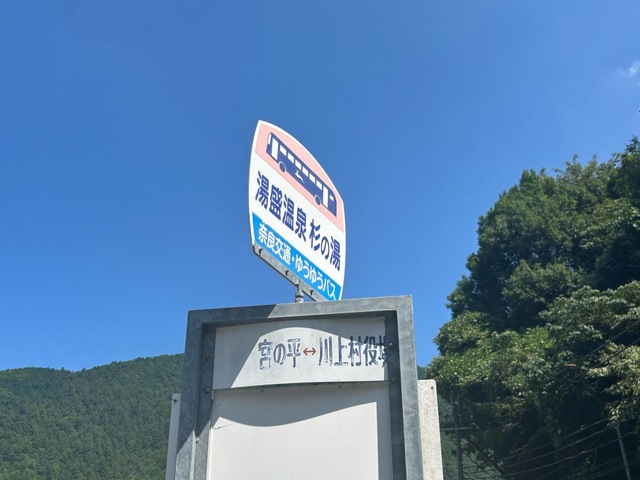 湯盛温泉 杉の湯
奈良交通・ゆうゆうバス
宮の平↔川上村役場